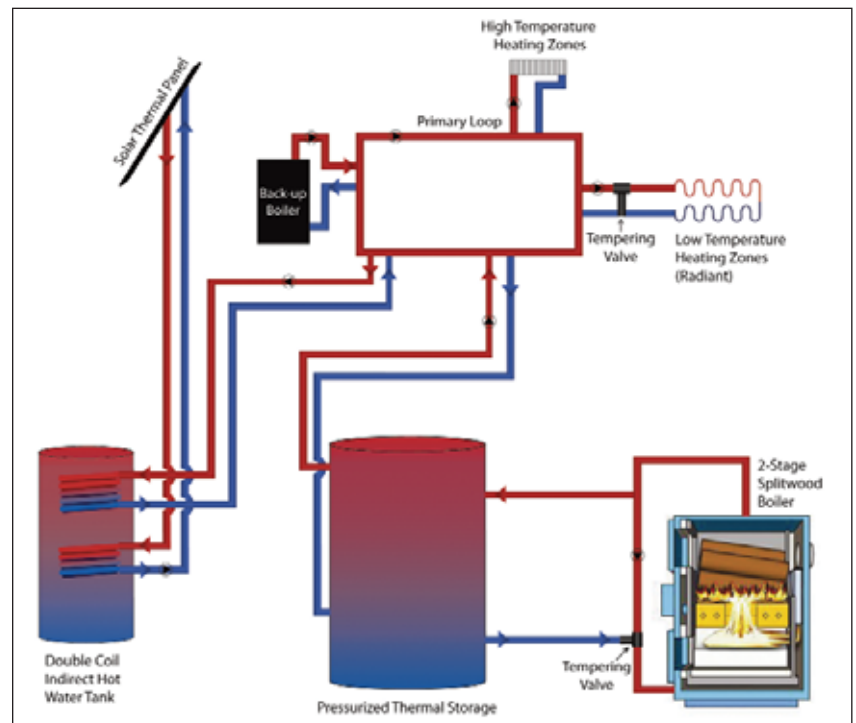 High Temperature
Heating Zones
Solar Thermal Panel
Primary Loop
Back-up
Boiler
Tempering
Valve
Low Temperature
Heating Zones
(Radiant)
2-Stage
Splitwood
Boiler
Double Coil
Indirect Hot
Water Tank
Pressurized Thermal Storage
Tempering
Valve